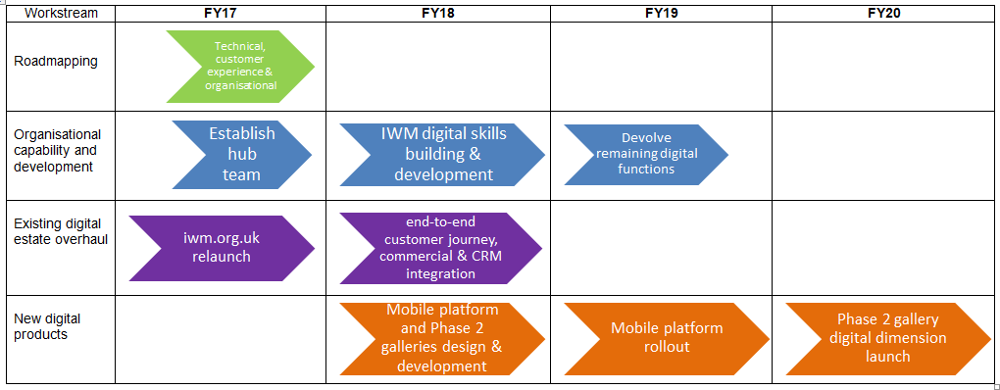 Workstream FY17 FY18 FY19 FY20
Roadmapping
Technical,
customer
experience &
organisational
Organisational
capability and
development
Establish
hub
team
IWM digital skills
building &
development
Devolve
remaining digital
functions
Existing digital
estate overhaul
iwm.org.uk
relaunch
end-to-end
customer journey,
commercial & CRM
integration
New digital
products
Mobile platform
and Phase 2
galleries design &
development
Mobile platform
rollout
Phase 2 gallery
digital dimension
launch